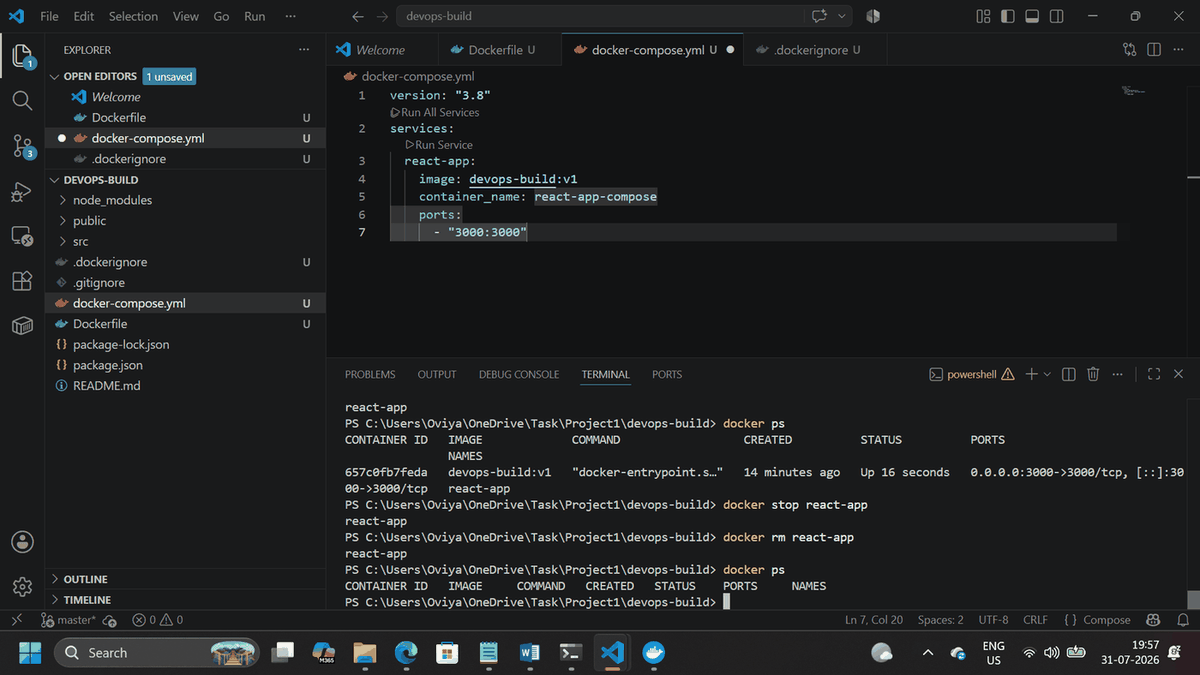 File Edit Selection View Go Run ···
devops-build
EXPLORER ···
OPEN EDITORS 1 unsaved
Welcome
Dockerfile U
docker-compose.yml U
.dockerignore U
DEVOPS-BUILD
node_modules
public
src
.dockerignore U
.gitignore
docker-compose.yml U
Dockerfile U
package-lock.json
package.json
README.md
OUTLINE
TIMELINE
1
3
Welcome Dockerfile U docker-compose.yml U .dockerignore U
docker-compose.yml
1 version: "3.8"
Run All Services
2 services:
Run Service
3 react-app:
4 image: devops-build:v1
5 container_name: react-app-compose
6 ports:
7 - "3000:3000"
PROBLEMS OUTPUT DEBUG CONSOLE TERMINAL PORTS powershell
react-app
PS C:\Users\Oviya\OneDrive\Task\Project1\devops-build> docker ps
CONTAINER ID IMAGE COMMAND CREATED STATUS PORTS
NAMES
657c0fb7feda devops-build:v1 "docker-entrypoint.s…" 14 minutes ago Up 16 seconds 0.0.0.0:3000->3000/tcp, [::]:30
00->3000/tcp react-app
PS C:\Users\Oviya\OneDrive\Task\Project1\devops-build> docker stop react-app
react-app
PS C:\Users\Oviya\OneDrive\Task\Project1\devops-build> docker rm react-app
react-app
PS C:\Users\Oviya\OneDrive\Task\Project1\devops-build> docker ps
CONTAINER ID IMAGE COMMAND CREATED STATUS PORTS NAMES
PS C:\Users\Oviya\OneDrive\Task\Project1\devops-build>
master* 0 0 Ln 7, Col 20 Spaces: 2 UTF-8 CRLF { } Compose
Search
M365
ENG
US
19:57
31-07-2026